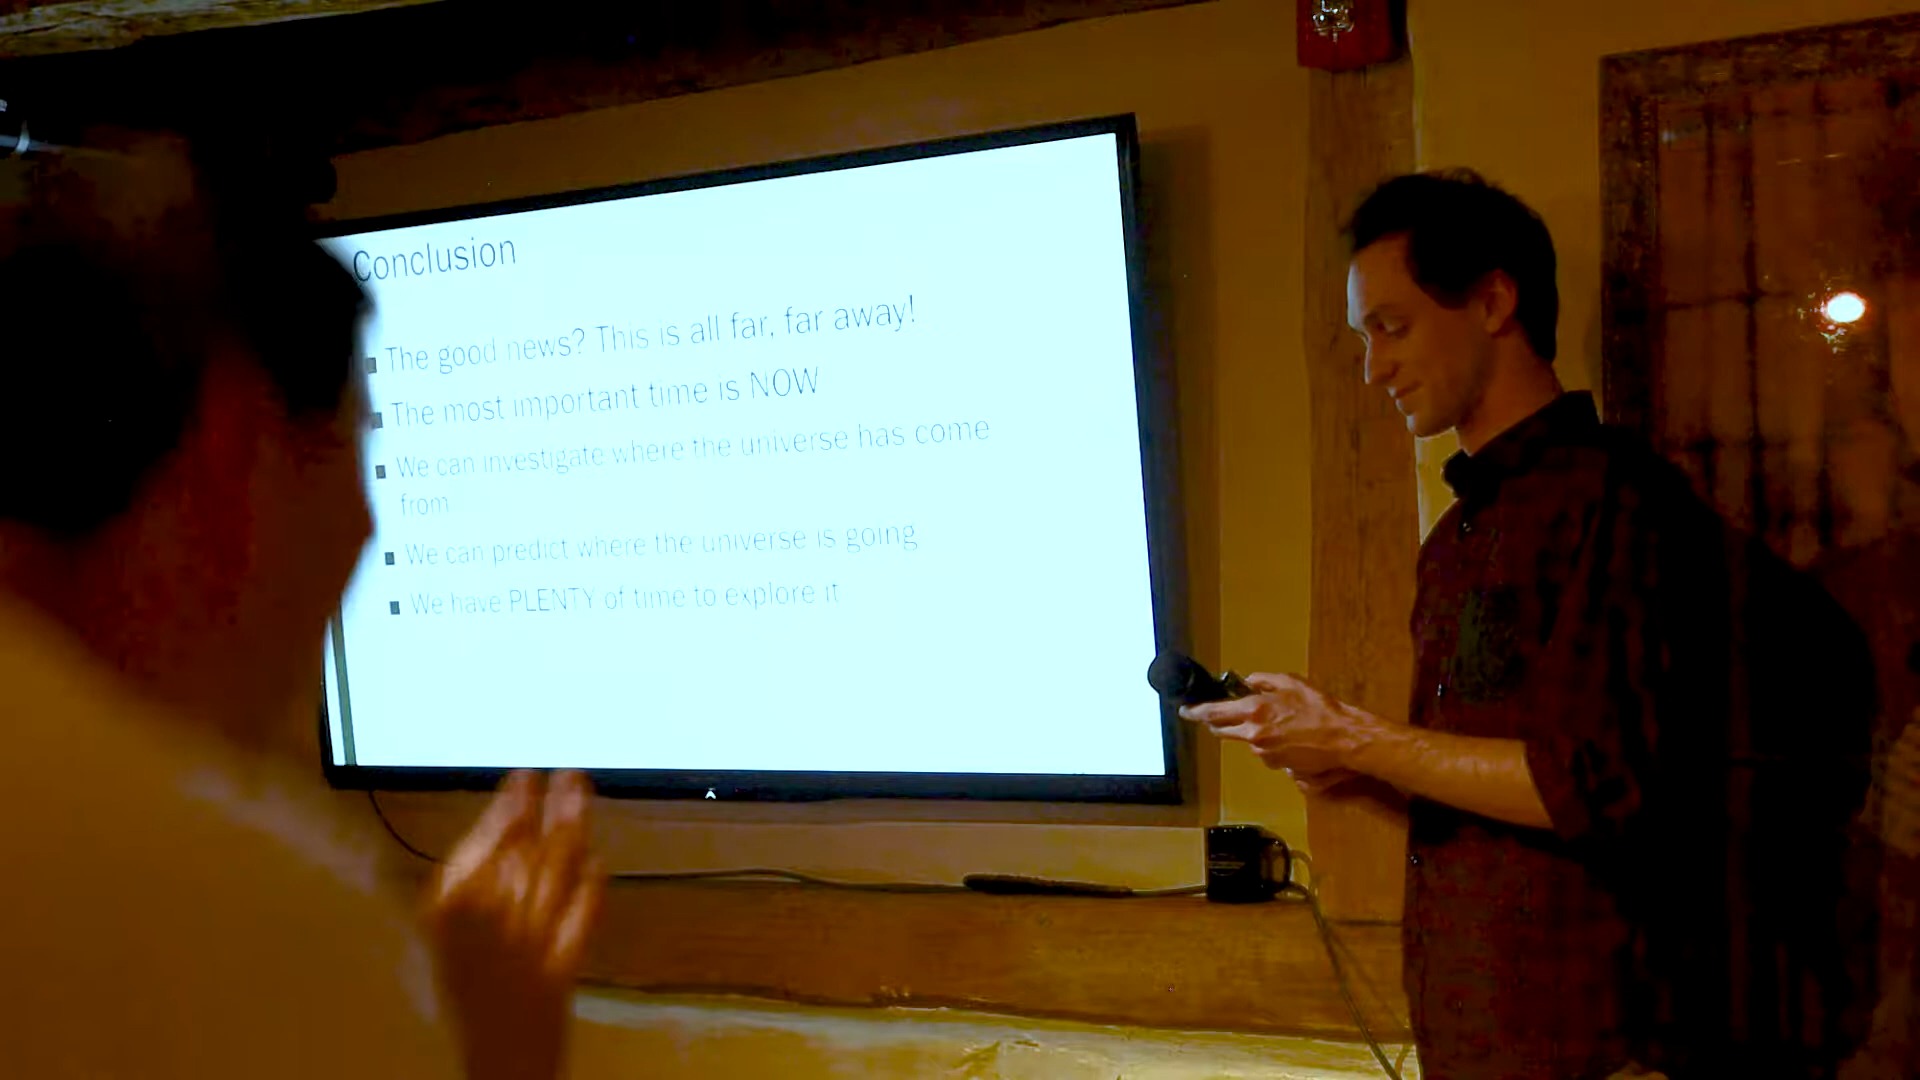 Conclusion
The good news? This is all far, far away!
The most important time is NOW
We can investigate where the universe has come
from
We can predict where the universe is going
We have PLENTY of time to explore it